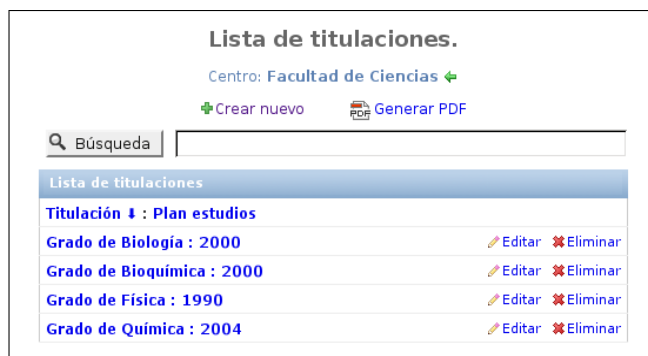 Lista de titulaciones.
Centro: Facultad de Ciencias
Crear nuevo PDF Generar PDF
Búsqueda
Lista de titulaciones
Titulación ⬇ : Plan estudios
Grado de Biología : 2000 Editar Eliminar
Grado de Bioquímica : 2000 Editar Eliminar
Grado de Física : 1990 Editar Eliminar
Grado de Química : 2004 Editar Eliminar